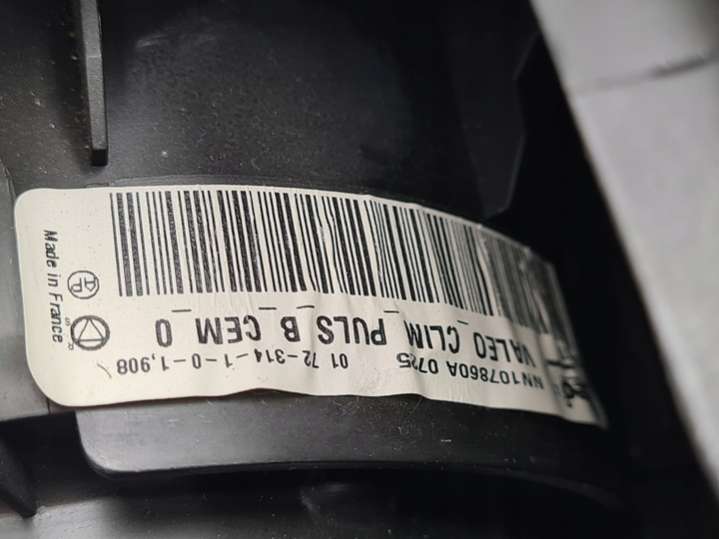 NN107860A 0725
01 72-314-1-0-1,908
VALEO_CLIM_PULS_B_CEM_0
Made in France